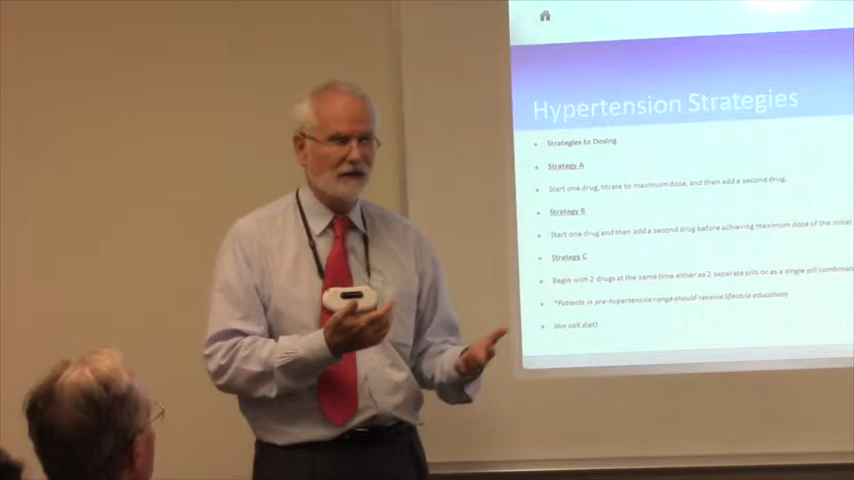 Hypertension Strategies
Strategies to Dosing
Strategy A
Start one drug, titrate to maximum dose, and then add a second drug.
Strategy B
Start one drug and then add a second drug before achieving maximum dose of the initial
Strategy C
Begin with 2 drugs at the same time either as 2 separate pills or as a single pill combinatio
*Patients in pre-hypertensive range should receive lifestyle education(
low salt diet)